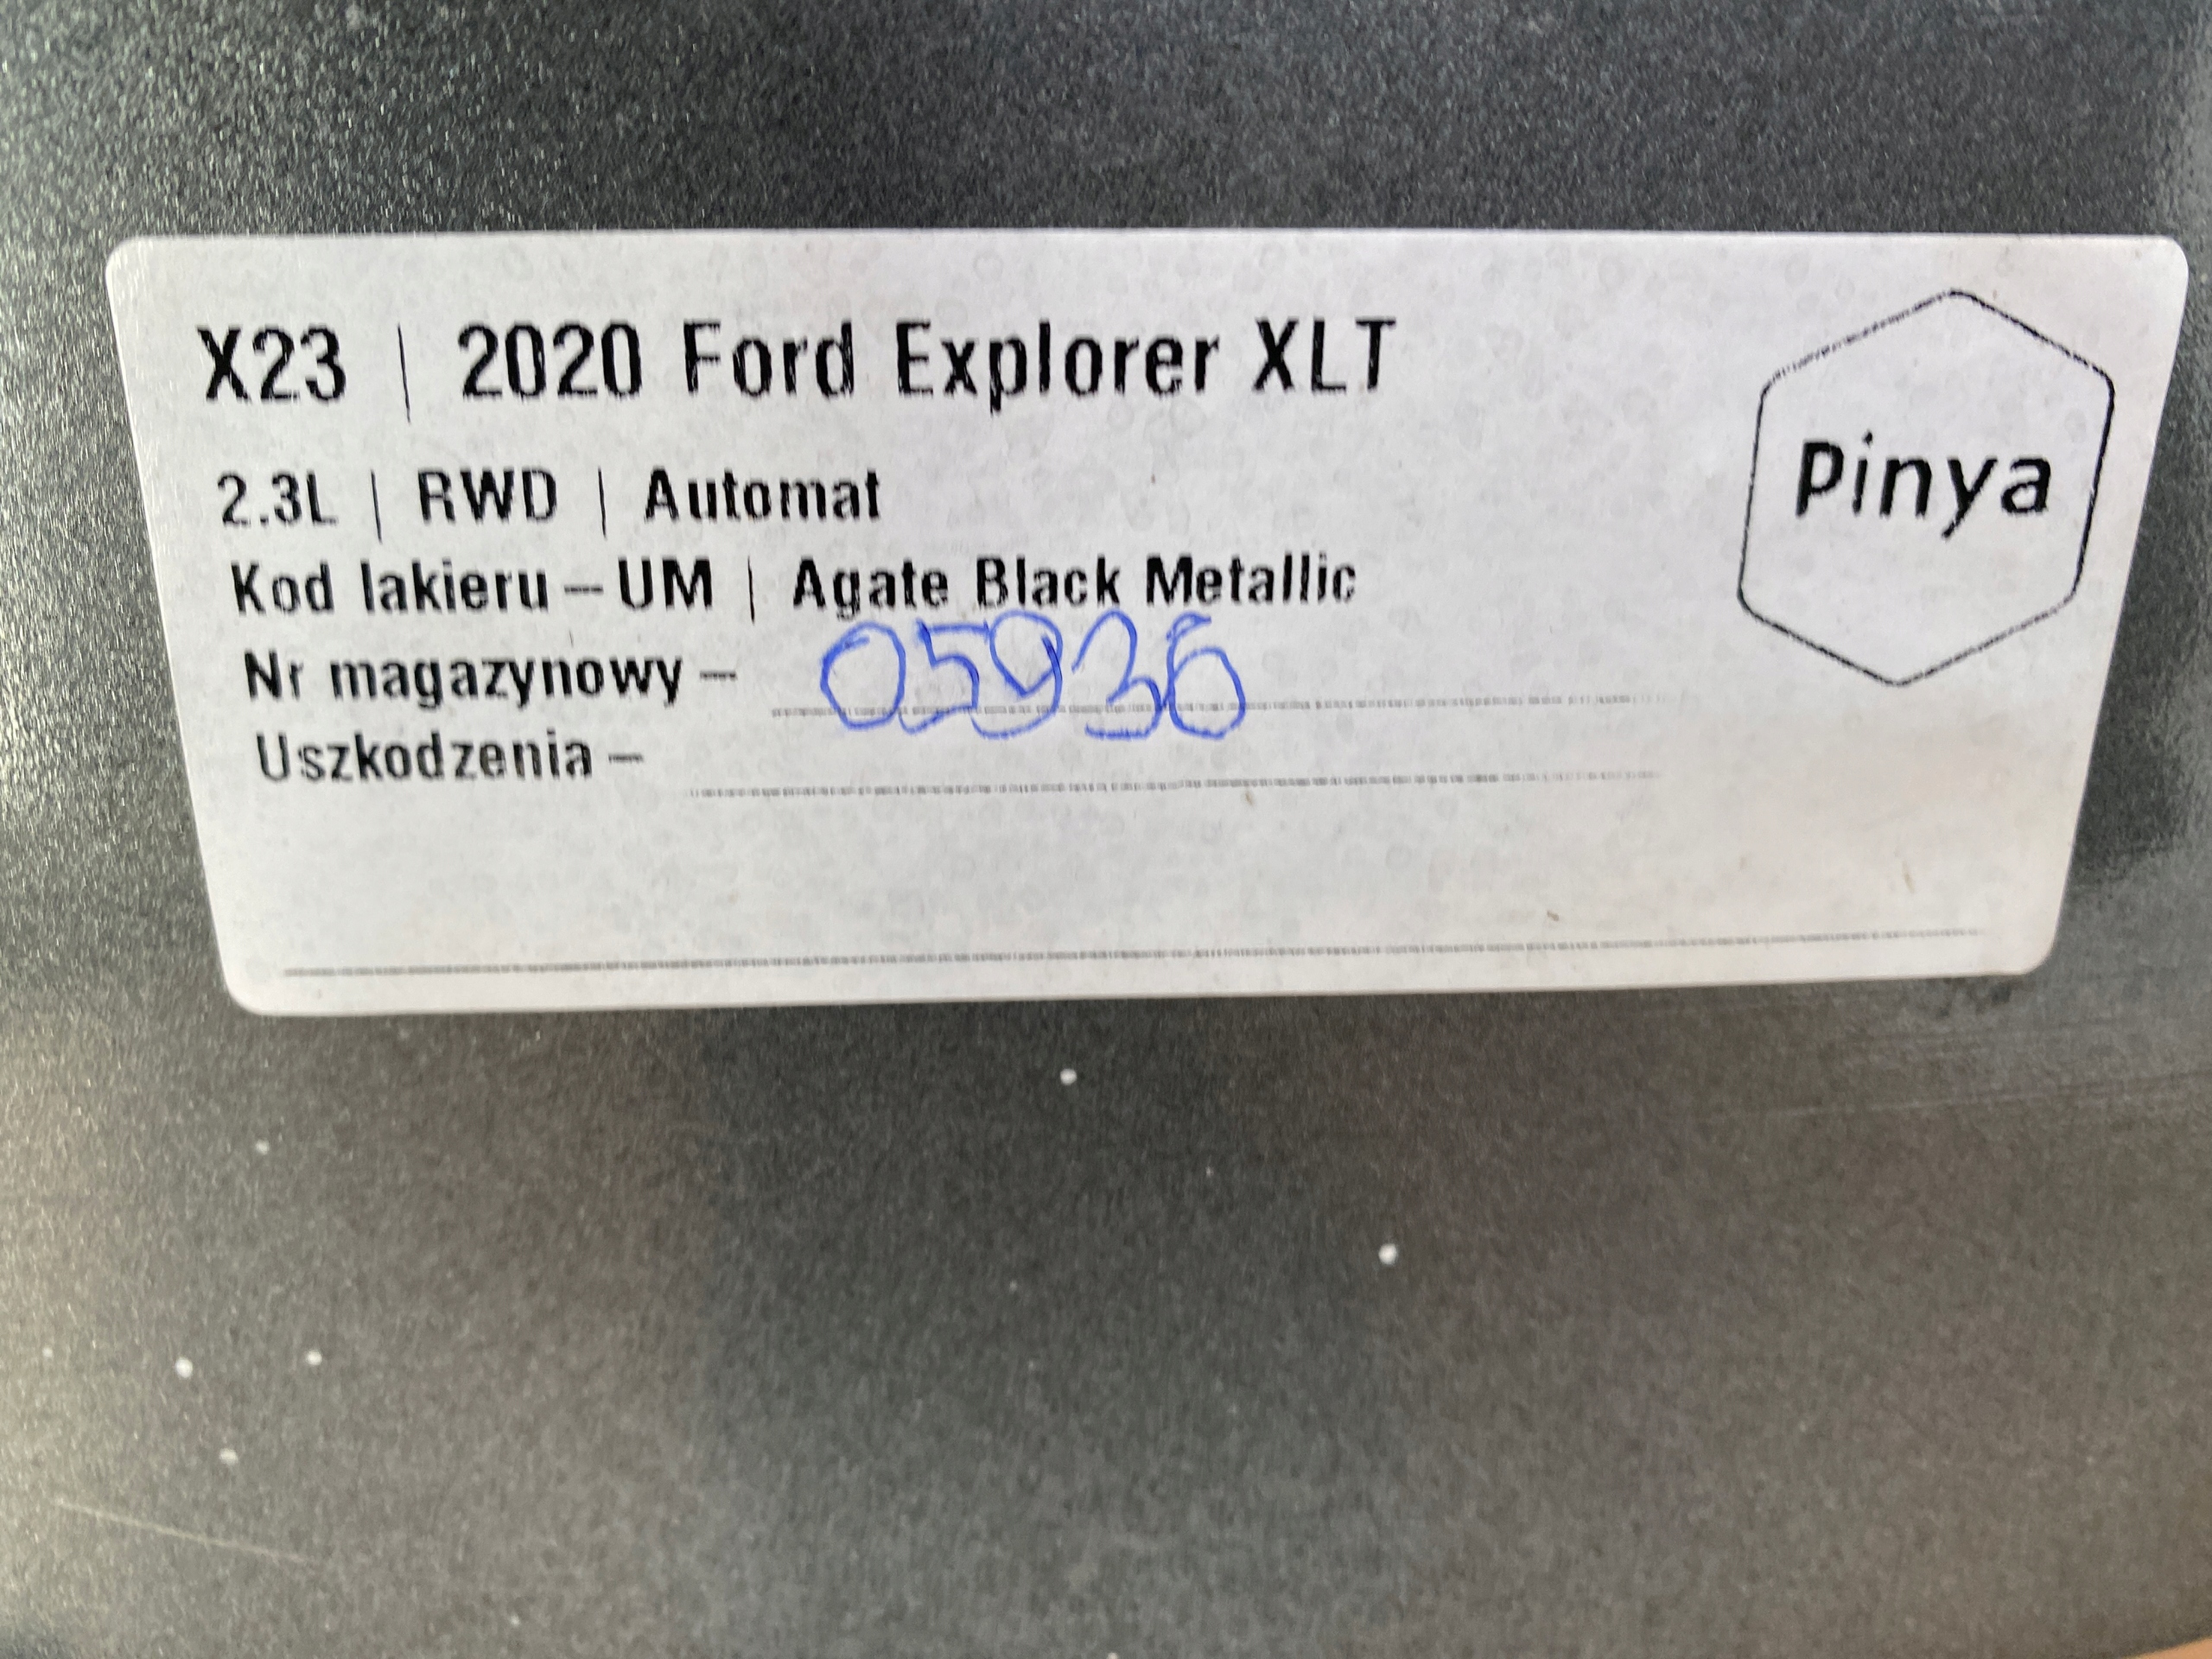 X23 | 2020 Ford Explorer XLT
Pinya
2.3L | RWD | Automat
Kod lakieru – UM | Agate Black Metallic
Nr magazynowy – 05936
Uszkodzenia –